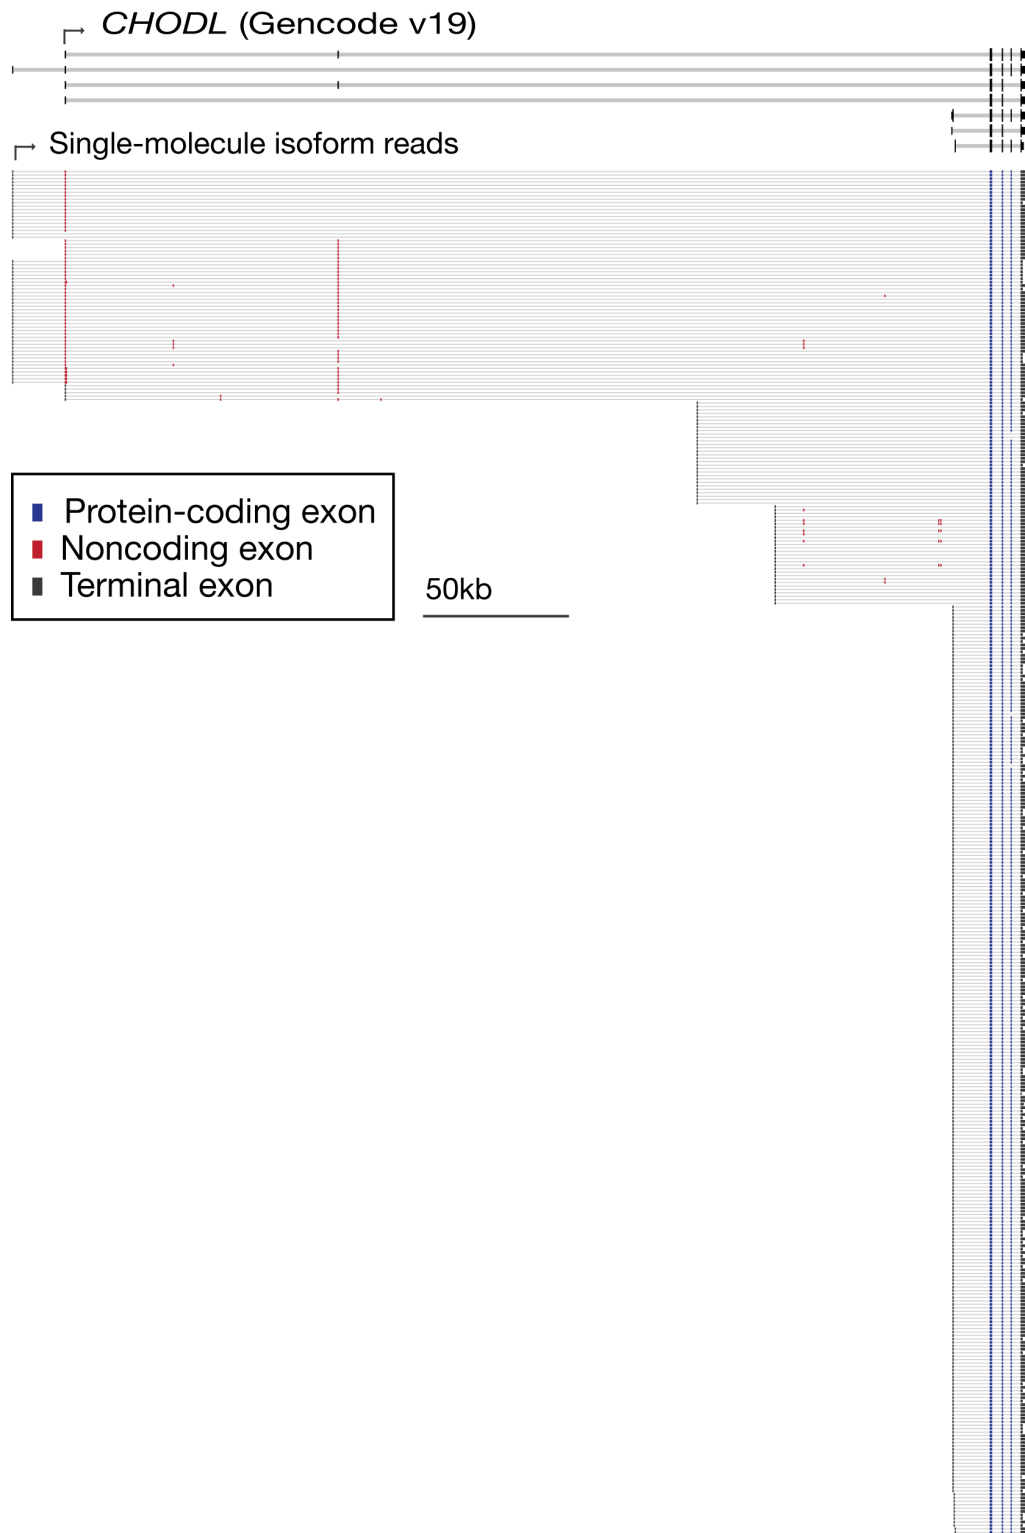 CHODL (Gencode v19)
Single-molecule isoform reads
Protein-coding exon
Noncoding exon
Terminal exon
50kb